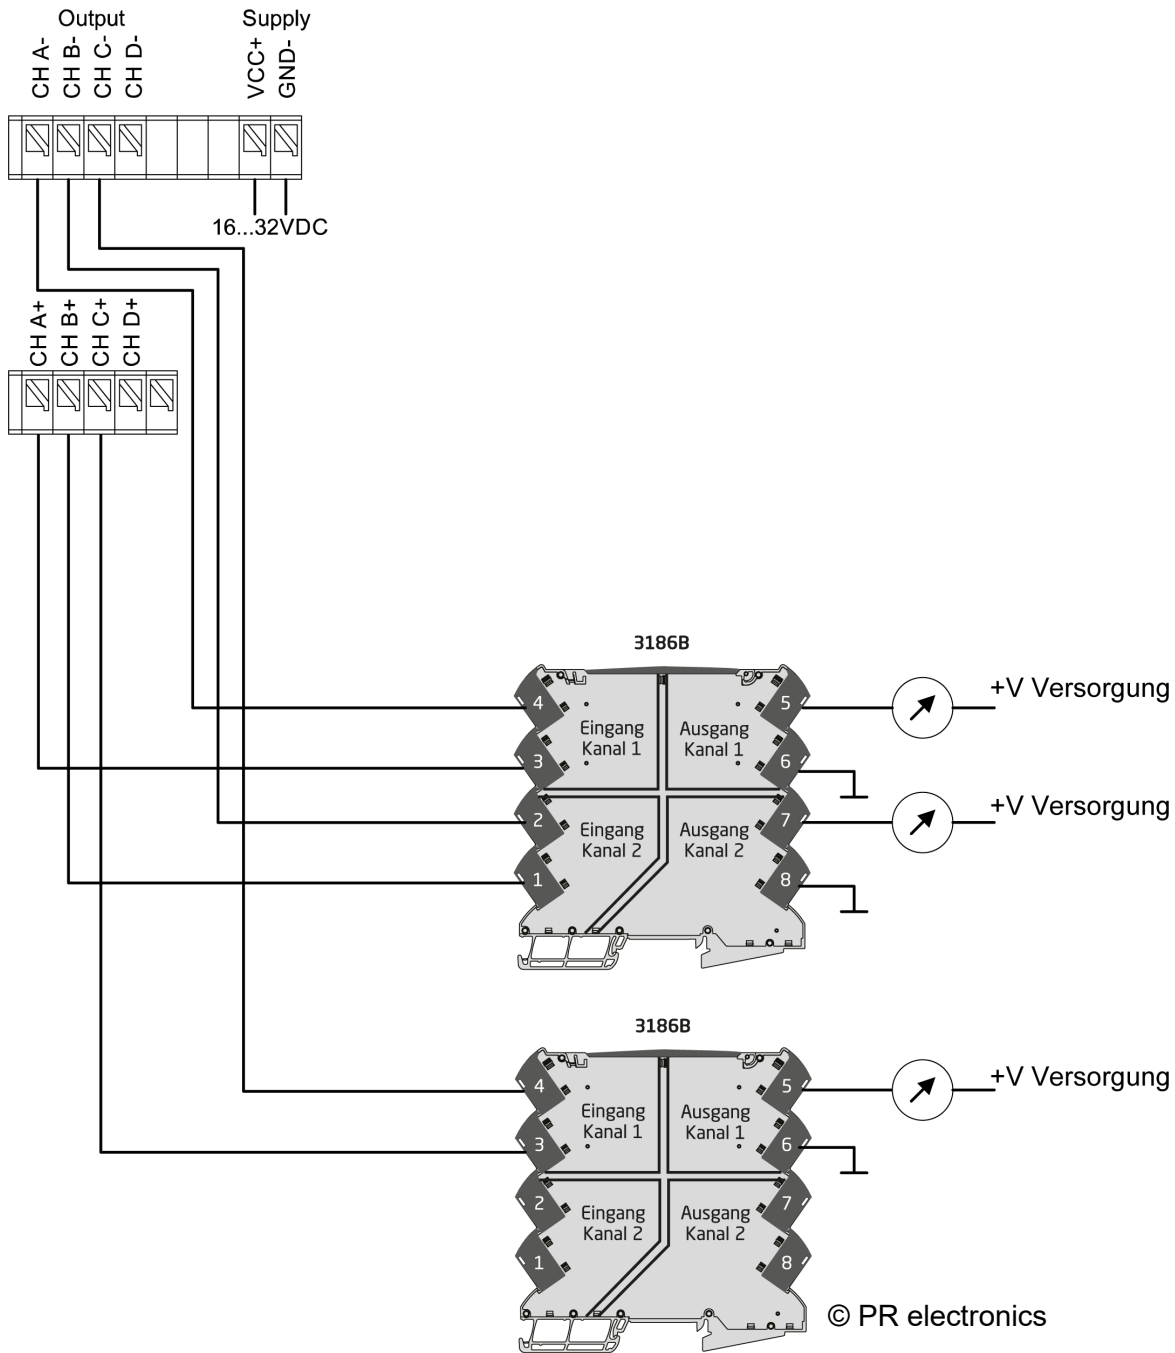 Output Supply
CH A-
CH B-
CH C-
CH D-
VCC+
GND-
16...32VDC
CH A+
CH B+
CH C+
CH D+
3186B
4
3
2
1
Eingang
Kanal 1
Ausgang
Kanal 1
Eingang
Kanal 2
Ausgang
Kanal 2
5
6
7
8
+V Versorgung
+V Versorgung
3186B
4
3
2
1
Eingang
Kanal 1
Ausgang
Kanal 1
Eingang
Kanal 2
Ausgang
Kanal 2
5
6
7
8
+V Versorgung
© PR electronics